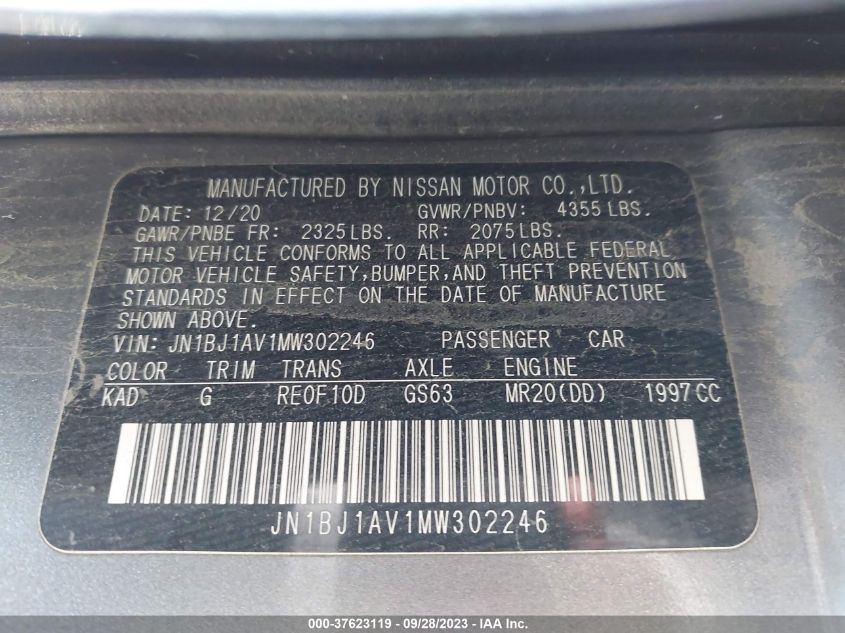 MANUFACTURED BY NISSAN MOTOR CO.,LTD.
DATE: 12/20 GVWR/PNBV: 4355 LBS.
GAWR/PNBE FR: 2325 LBS. RR: 2075 LBS.
THIS VEHICLE CONFORMS TO ALL APPLICABLE FEDERAL
MOTOR VEHICLE SAFETY,BUMPER,AND THEFT PREVENTION
STANDARDS IN EFFECT ON THE DATE OF MANUFACTURE
SHOWN ABOVE.
VIN: JN1BJ1AV1MW302246 PASSENGER CAR
COLOR TRIM TRANS AXLE ENGINE
KAD G RE0F10D GS63 MR20(DD) 1997 CC
JN1BJ1AV1MW302246
000-37623119 - 09/28/2023 - IAA Inc.